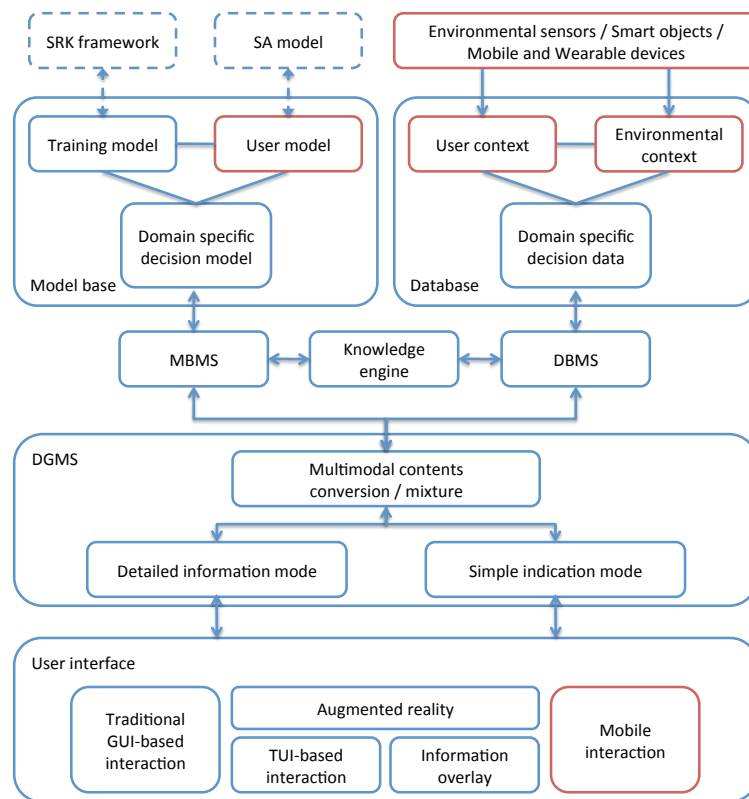 SRK framework
SA model
Environmental sensors / Smart objects /
Mobile and Wearable devices
Training model
User model
User context
Environmental
context
Domain specific
decision model
Domain specific
decision data
Model base
Database
MBMS
Knowledge
engine
DBMS
DGMS
Multimodal contents
conversion / mixture
Detailed information mode
Simple indication mode
User interface
Traditional
GUI-based
interaction
Augmented reality
TUI-based
interaction
Information
overlay
Mobile
interaction